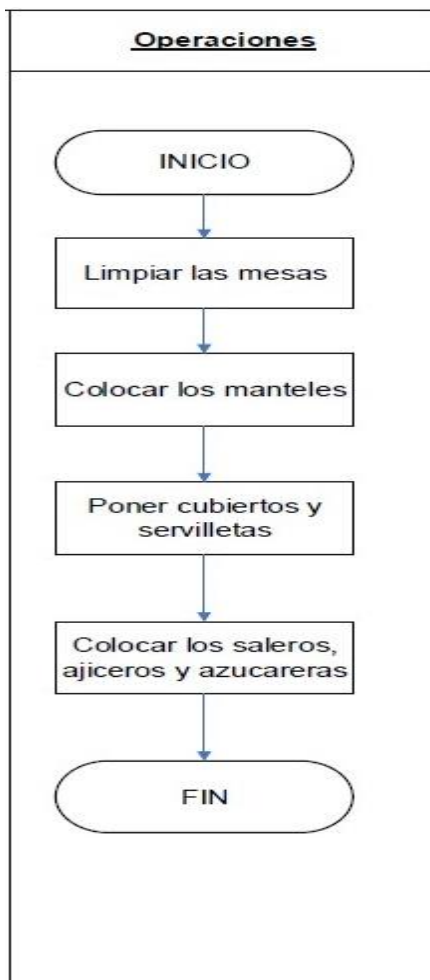 Operaciones
INICIO
Limpiar las mesas
Colocar los manteles
Poner cubiertos y
servilletas
Colocar los saleros,
ajiceros y azucareras
FIN